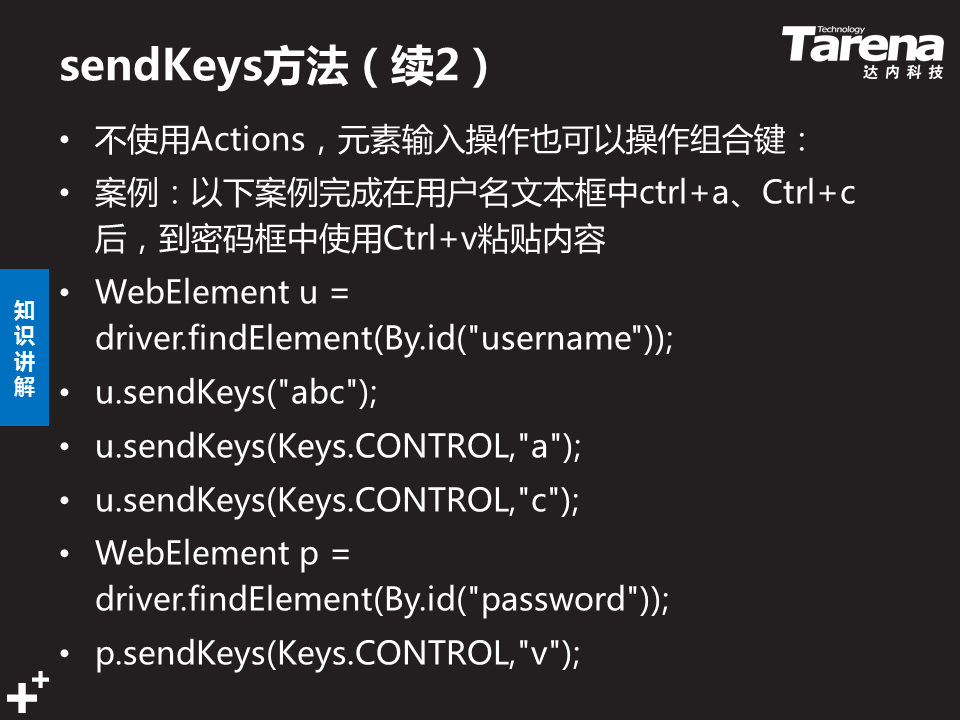 sendKeys方法（续2）
Technology
Tarena
达内科技
• 不使用Actions，元素输入操作也可以操作组合键：
• 案例：以下案例完成在用户名文本框中ctrl+a、Ctrl+c
后，到密码框中使用Ctrl+v粘贴内容
知识讲解
• WebElement u =
driver.findElement(By.id("username"));
• u.sendKeys("abc");
• u.sendKeys(Keys.CONTROL,"a");
• u.sendKeys(Keys.CONTROL,"c");
• WebElement p =
driver.findElement(By.id("password"));
• p.sendKeys(Keys.CONTROL,"v");